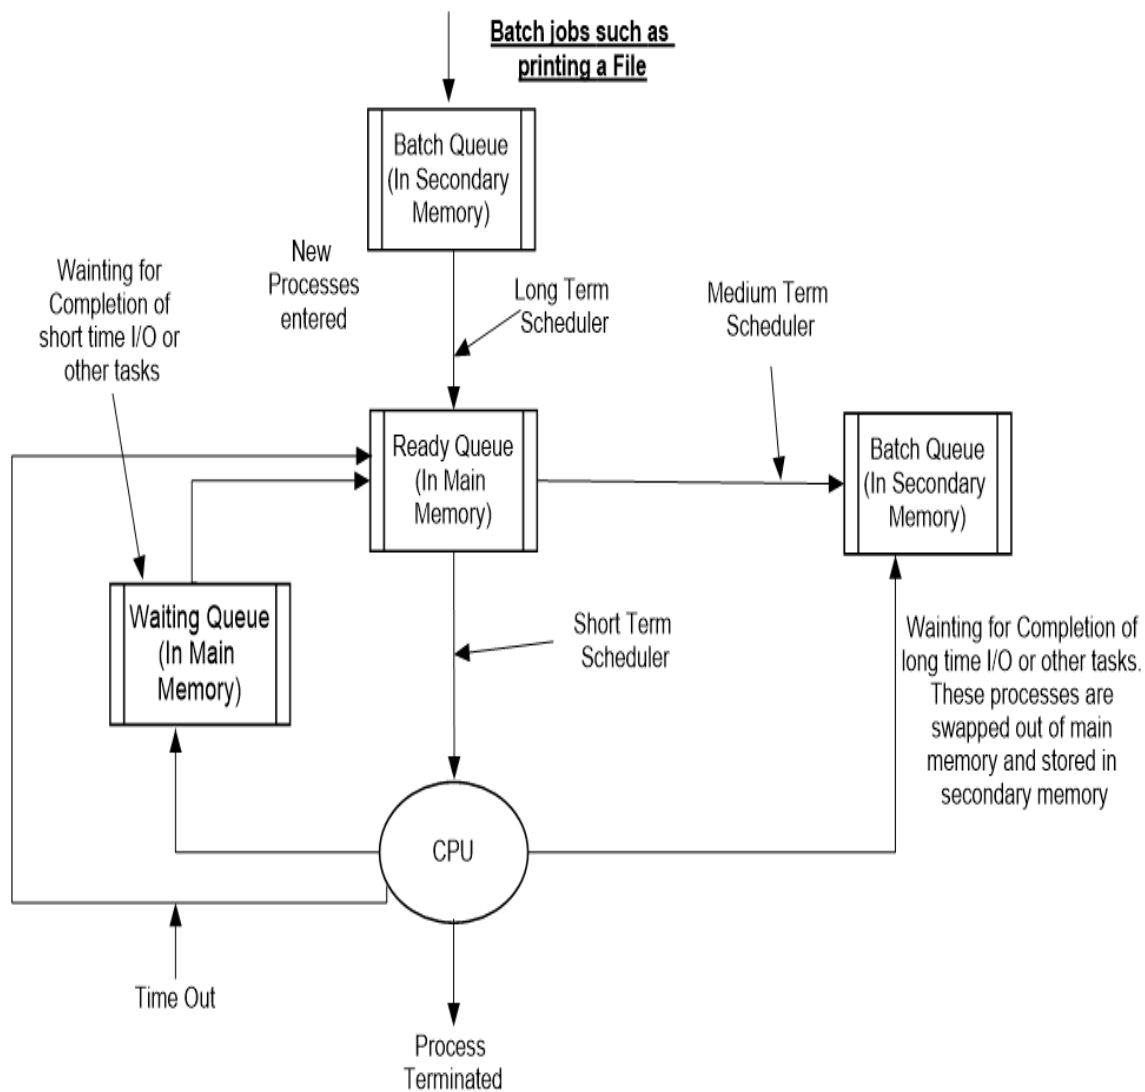 Batch jobs such as
printing a File
Batch Queue
(In Secondary
Memory)
New
Processes
entered
Long Term
Scheduler
Wainting for
Completion of
short time I/O or
other tasks
Medium Term
Scheduler
Ready Queue
(In Main
Memory)
Batch Queue
(In Secondary
Memory)
Waiting Queue
(In Main
Memory)
Short Term
Scheduler
Wainting for Completion of
long time I/O or other tasks.
These processes are
swapped out of main
memory and stored in
secondary memory
CPU
Time Out
Process
Terminated